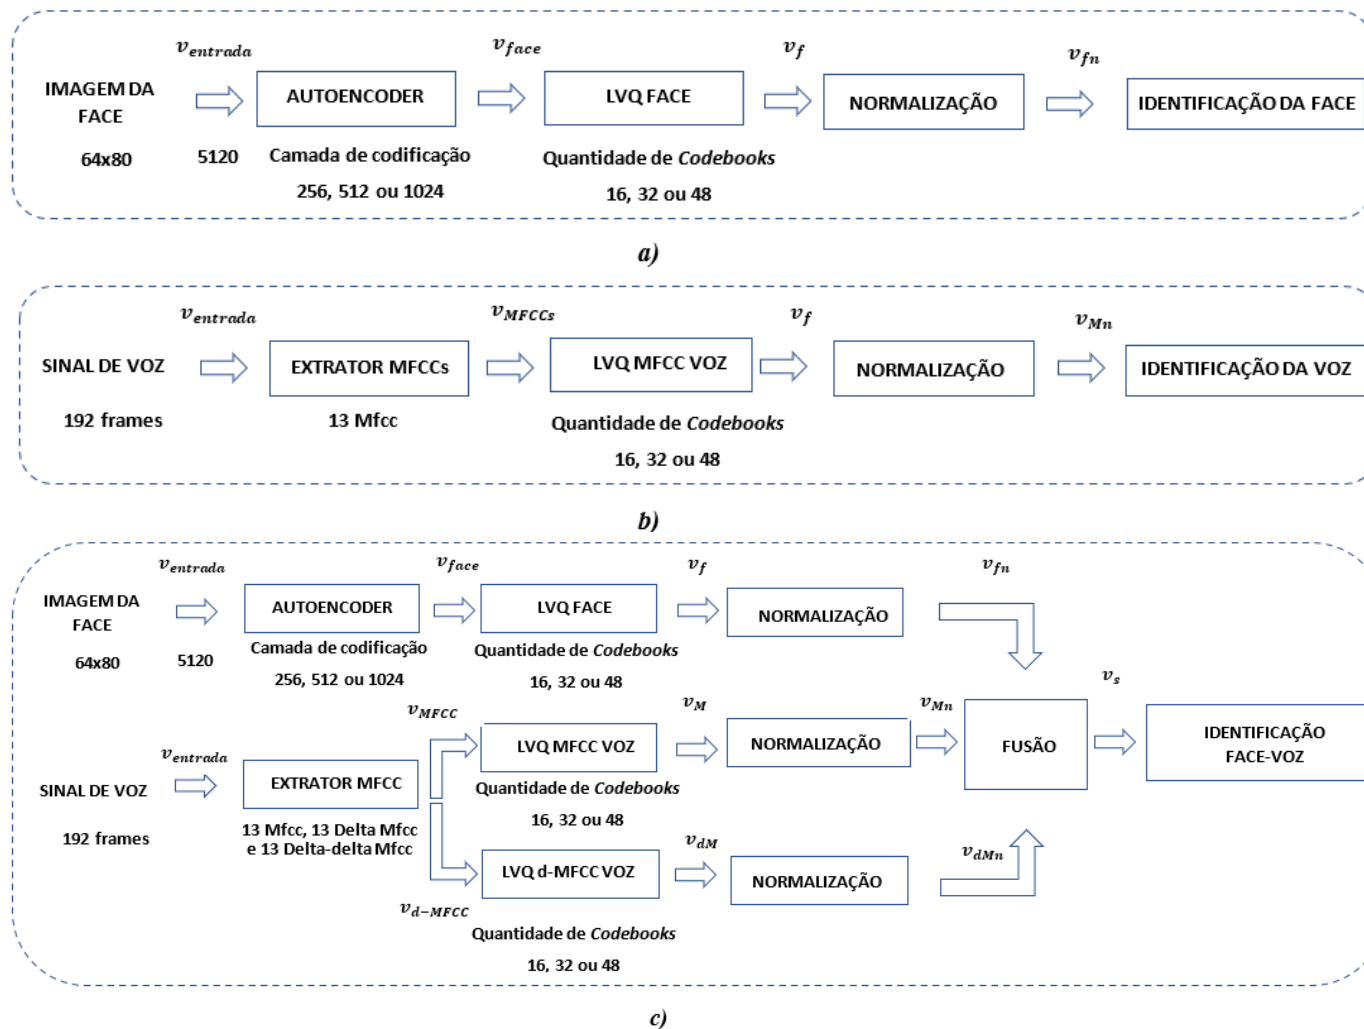 v_entrada
v_face
v_f
v_fn
IMAGEM DA
FACE
AUTOENCODER
LVQ FACE
NORMALIZAÇÃO
IDENTIFICAÇÃO DA FACE
64x80
5120
Camada de codificação
256, 512 ou 1024
Quantidade de Codebooks
16, 32 ou 48
a)
v_entrada
v_MFCCs
v_f
v_Mn
SINAL DE VOZ
EXTRATOR MFCCs
LVQ MFCC VOZ
NORMALIZAÇÃO
IDENTIFICAÇÃO DA VOZ
192 frames
13 Mfcc
Quantidade de Codebooks
16, 32 ou 48
b)
v_entrada
v_face
v_f
v_fn
IMAGEM DA
FACE
AUTOENCODER
LVQ FACE
NORMALIZAÇÃO
64x80
5120
Camada de codificação
256, 512 ou 1024
Quantidade de Codebooks
16, 32 ou 48
v_MFCC
v_M
v_Mn
v_s
LVQ MFCC VOZ
NORMALIZAÇÃO
FUSÃO
IDENTIFICAÇÃO
FACE-VOZ
v_entrada
SINAL DE VOZ
EXTRATOR MFCC
Quantidade de Codebooks
16, 32 ou 48
192 frames
13 Mfcc, 13 Delta Mfcc
e 13 Delta-delta Mfcc
v_dM
v_dMn
LVQ d-MFCC VOZ
NORMALIZAÇÃO
v_d-MFCC
Quantidade de Codebooks
16, 32 ou 48
c)